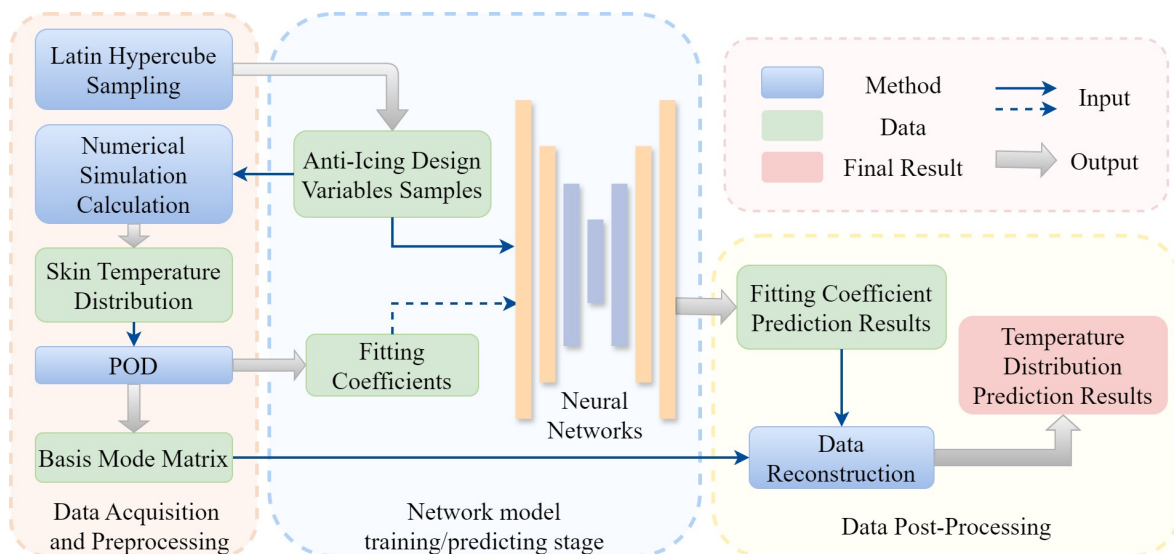 Latin Hypercube
Sampling
Numerical
Simulation
Calculation
Skin Temperature
Distribution
POD
Basis Mode Matrix
Data Acquisition
and Preprocessing
Anti-Icing Design
Variables Samples
Fitting
Coefficients
Neural
Networks
Network model
training/predicting stage
Method
Data
Final Result
Input
Output
Fitting Coefficient
Prediction Results
Temperature
Distribution
Prediction Results
Data
Reconstruction
Data Post-Processing